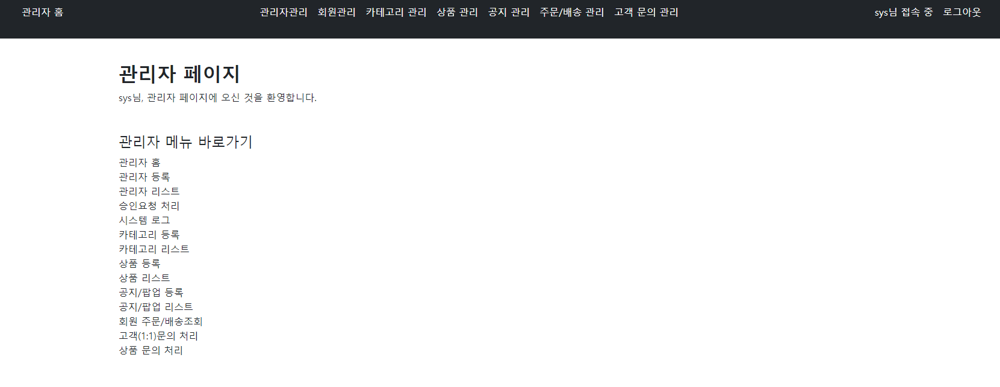 관리자 홈 관리자관리 회원관리 카테고리 관리 상품 관리 공지 관리 주문/배송 관리 고객 문의 관리 sys님 접속 중 로그아웃
관리자 페이지
sys님, 관리자 페이지에 오신 것을 환영합니다.
관리자 메뉴 바로가기
관리자 홈
관리자 등록
관리자 리스트
승인요청 처리
시스템 로그
카테고리 등록
카테고리 리스트
상품 등록
상품 리스트
공지/팝업 등록
공지/팝업 리스트
회원 주문/배송조회
고객(1:1)문의 처리
상품 문의 처리